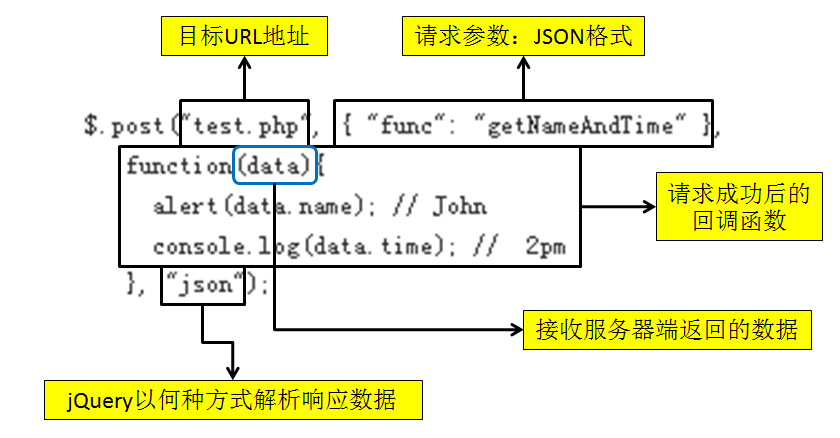 目标URL地址
请求参数：JSON格式
$.post("test.php", { "func": "getNameAndTime" },
function(data){
alert(data.name); // John
console.log(data.time); // 2pm
}, "json");
请求成功后的
回调函数
接收服务器端返回的数据
jQuery以何种方式解析响应数据